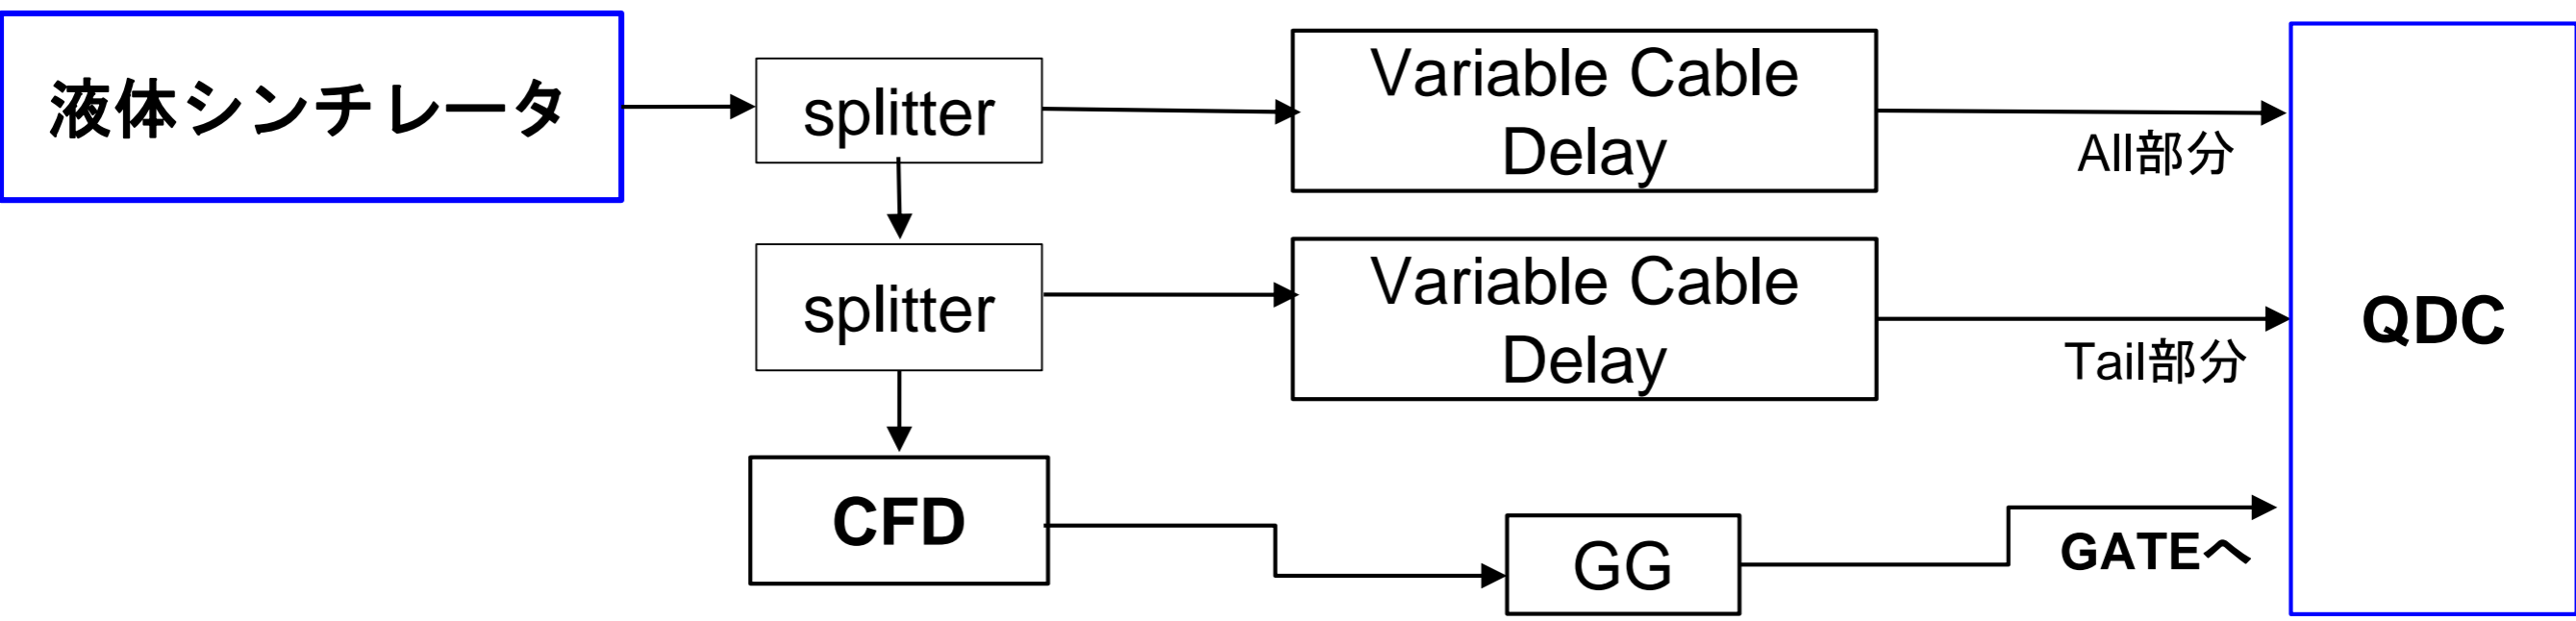 液体シンチレータ
splitter
Variable Cable
Delay
All部分
splitter
Variable Cable
Delay
Tail部分
QDC
CFD
GG
GATEへ